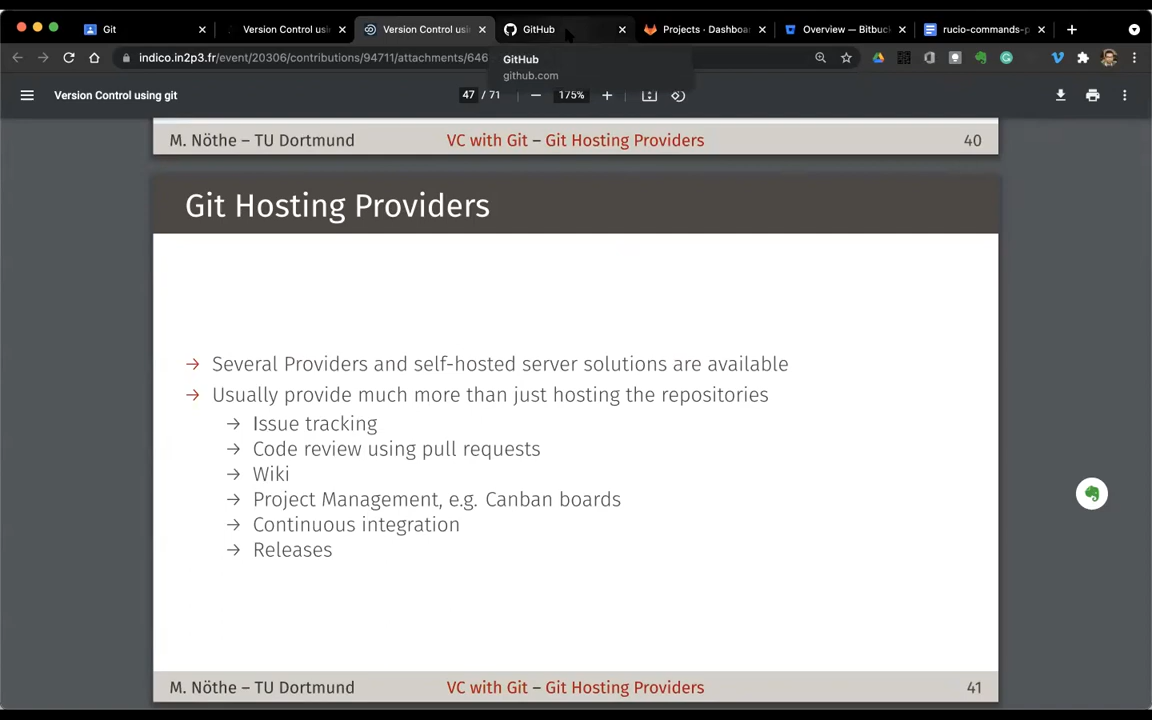 Git
Version Control usi
Version Control usi
GitHub
Projects · Dashboa
Overview — Bitbuck
rucio-commands-p
indico.in2p3.fr/event/20306/contributions/94711/attachments/646
GitHub
github.com
Version Control using git
47 / 71
175%
M. Nöthe – TU Dortmund
VC with Git – Git Hosting Providers
40
Git Hosting Providers
→ Several Providers and self-hosted server solutions are available
→ Usually provide much more than just hosting the repositories
→ Issue tracking
→ Code review using pull requests
→ Wiki
→ Project Management, e.g. Canban boards
→ Continuous integration
→ Releases
M. Nöthe – TU Dortmund
VC with Git – Git Hosting Providers
41